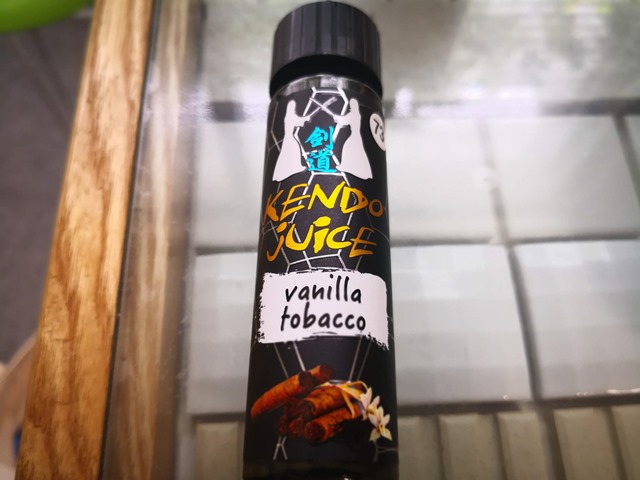 剣
道
KENDO
juice
vanilla
tobacco